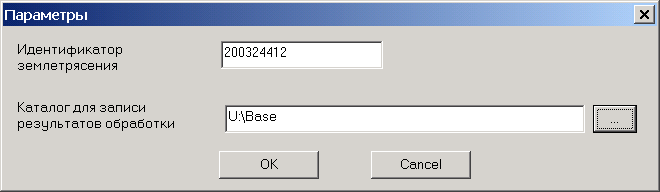 Параметры
Идентификатор
землетрясения
200324412
Каталог для записи
результатов обработки
U:\Base
...
OK
Cancel